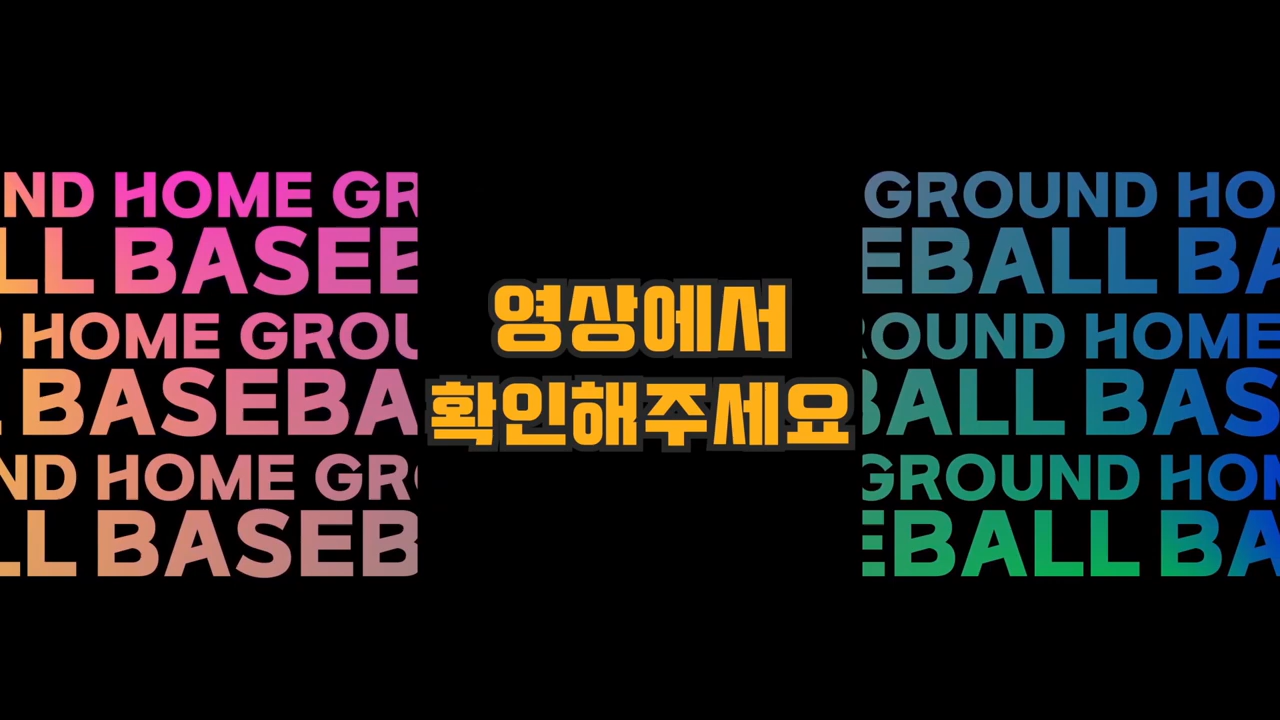 ND HOME GR
LL BASEB
HOME GROU
BASEBA
ND HOME GR
LL BASEB
영상에서
확인해주세요
GROUND HO
EBALL BA
ROUND HOME
BALL BAS
GROUND HOM
EBALL BA